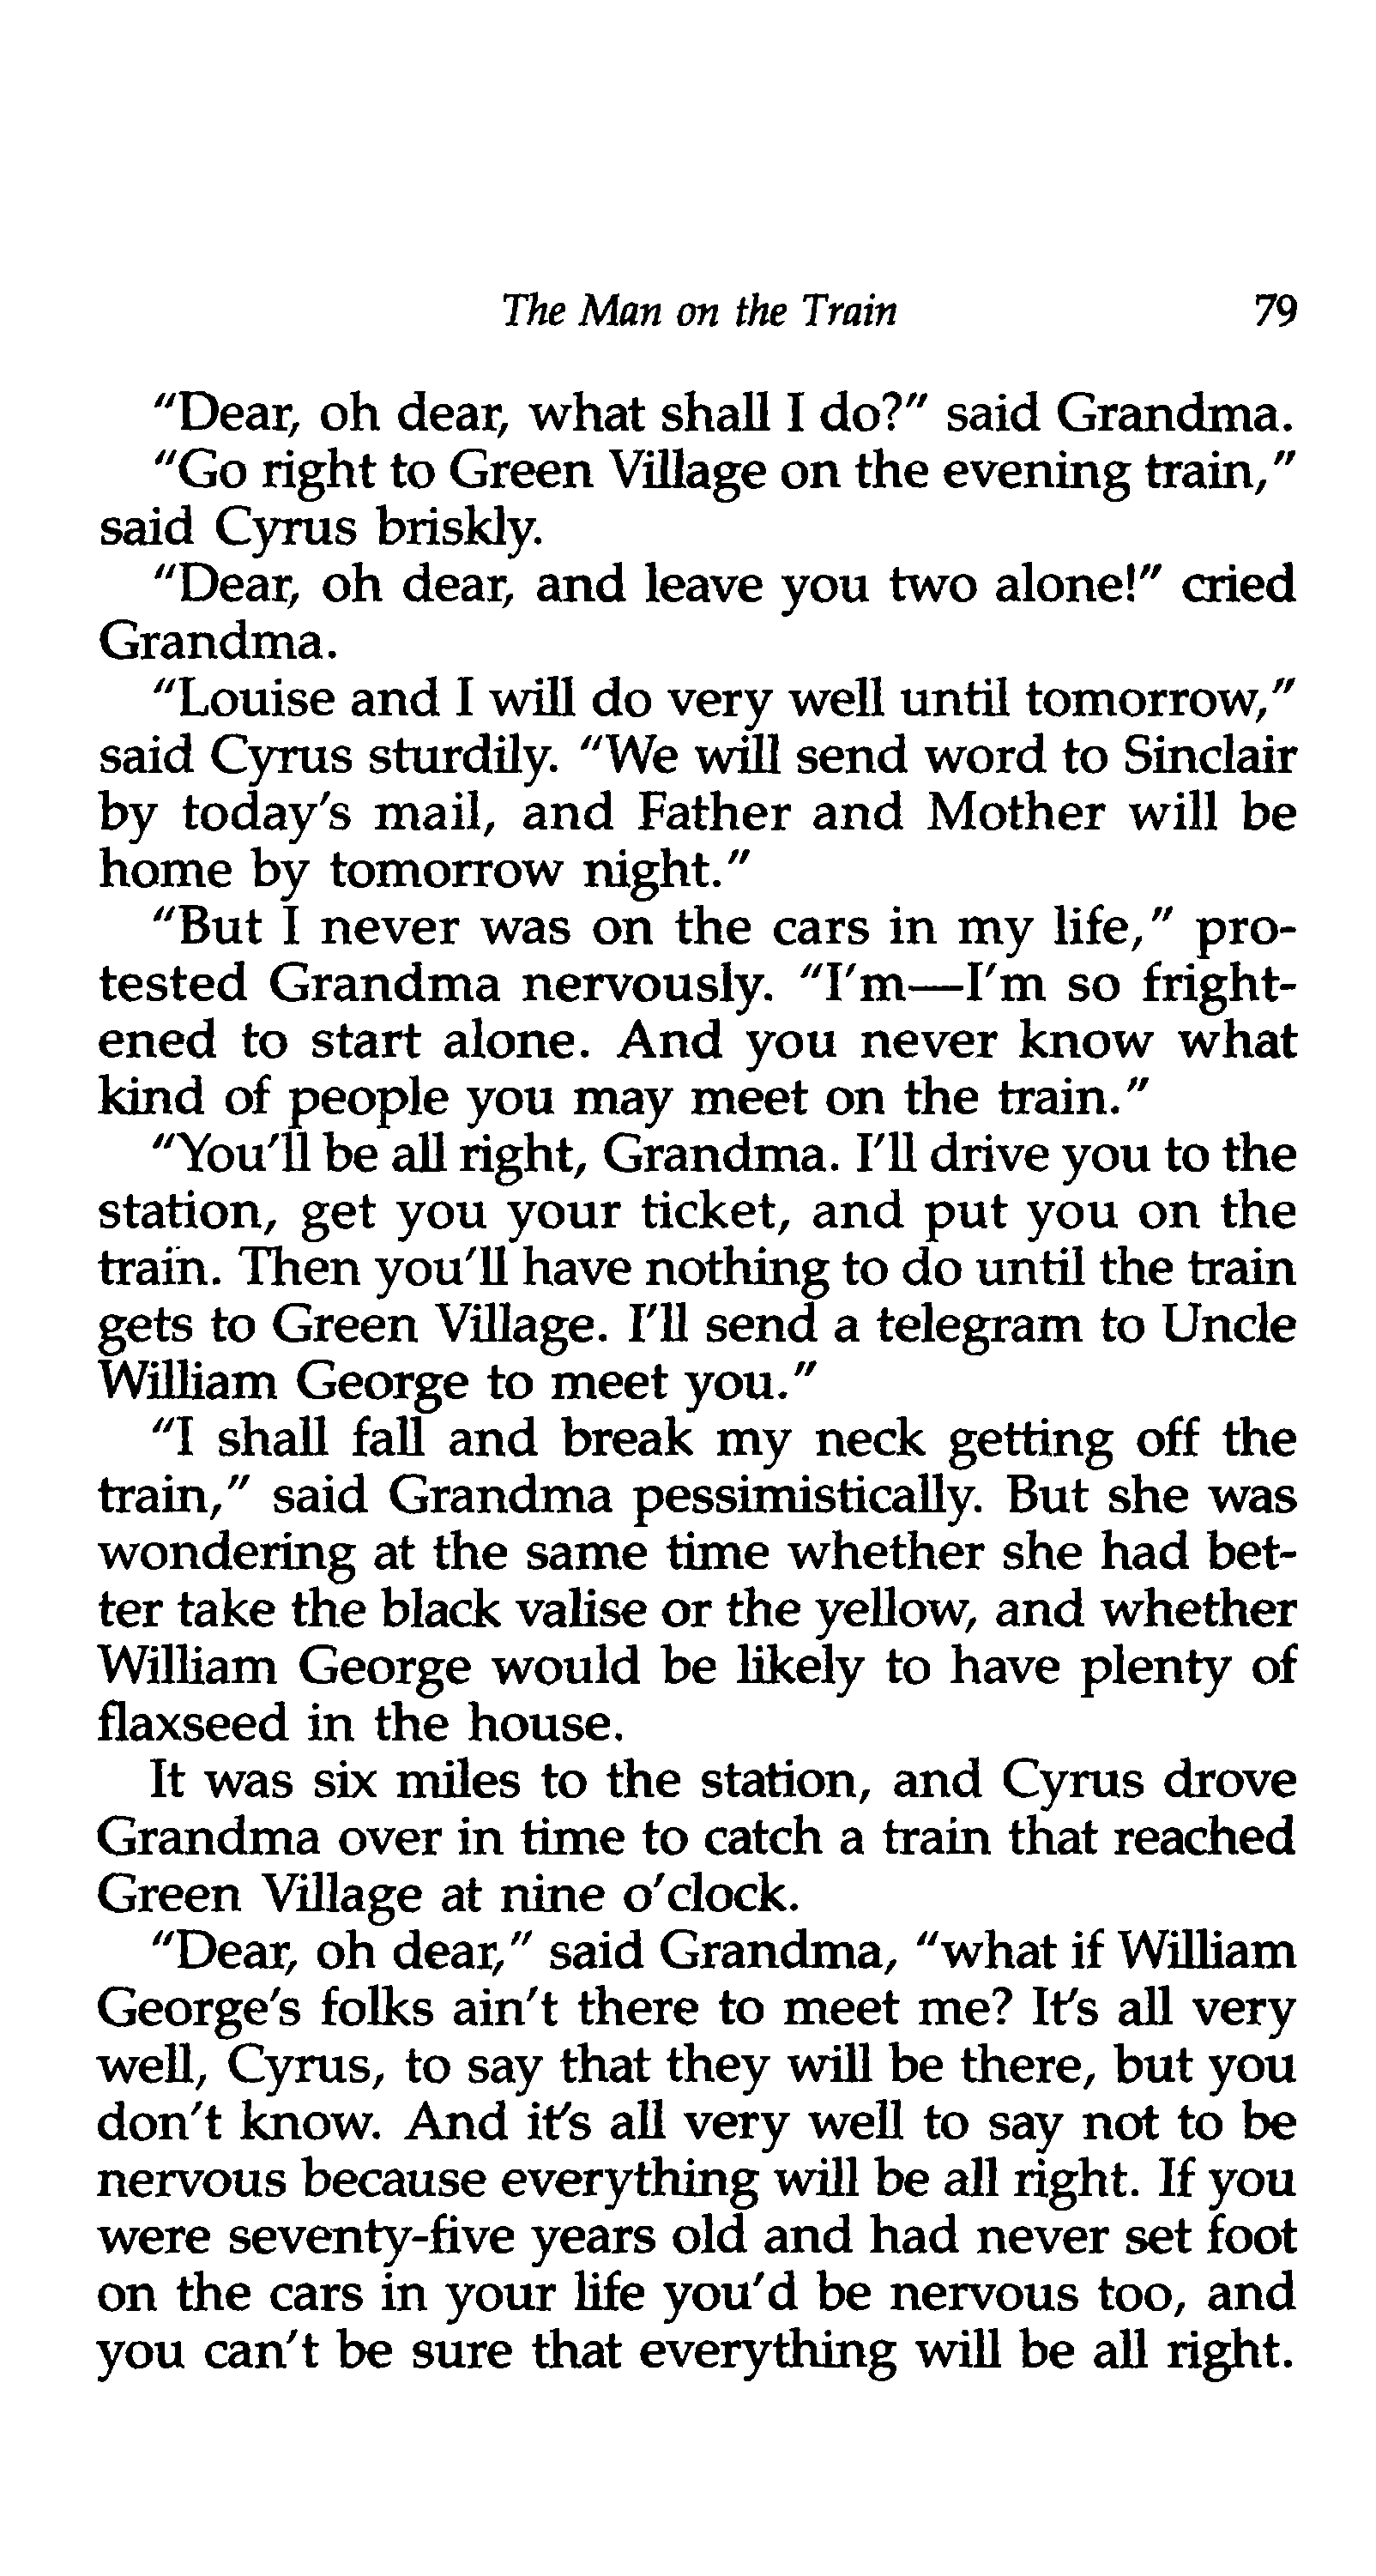 The Man on the Train 79
"Dear, oh dear, what shall I do?" said Grandma.
"Go right to Green Village on the evening train,"
said Cyrus briskly.
"Dear, oh dear, and leave you two alone!" cried
Grandma.
"Louise and I will do very well until tomorrow,"
said Cyrus sturdily. "We will send word to Sinclair
by today's mail, and Father and Mother will be
home by tomorrow night."
"But I never was on the cars in my life," pro-
tested Grandma nervously. "I'm—I'm so fright-
ened to start alone. And you never know what
kind of people you may meet on the train."
"You'll be all right, Grandma. I'll drive you to the
station, get you your ticket, and put you on the
train. Then you'll have nothing to do until the train
gets to Green Village. I'll send a telegram to Uncle
William George to meet you."
"I shall fall and break my neck getting off the
train," said Grandma pessimistically. But she was
wondering at the same time whether she had bet-
ter take the black valise or the yellow, and whether
William George would be likely to have plenty of
flaxseed in the house.
It was six miles to the station, and Cyrus drove
Grandma over in time to catch a train that reached
Green Village at nine o'clock.
"Dear, oh dear," said Grandma, "what if William
George's folks ain't there to meet me? It's all very
well, Cyrus, to say that they will be there, but you
don't know. And it's all very well to say not to be
nervous because everything will be all right. If you
were seventy-five years old and had never set foot
on the cars in your life you'd be nervous too, and
you can't be sure that everything will be all right.